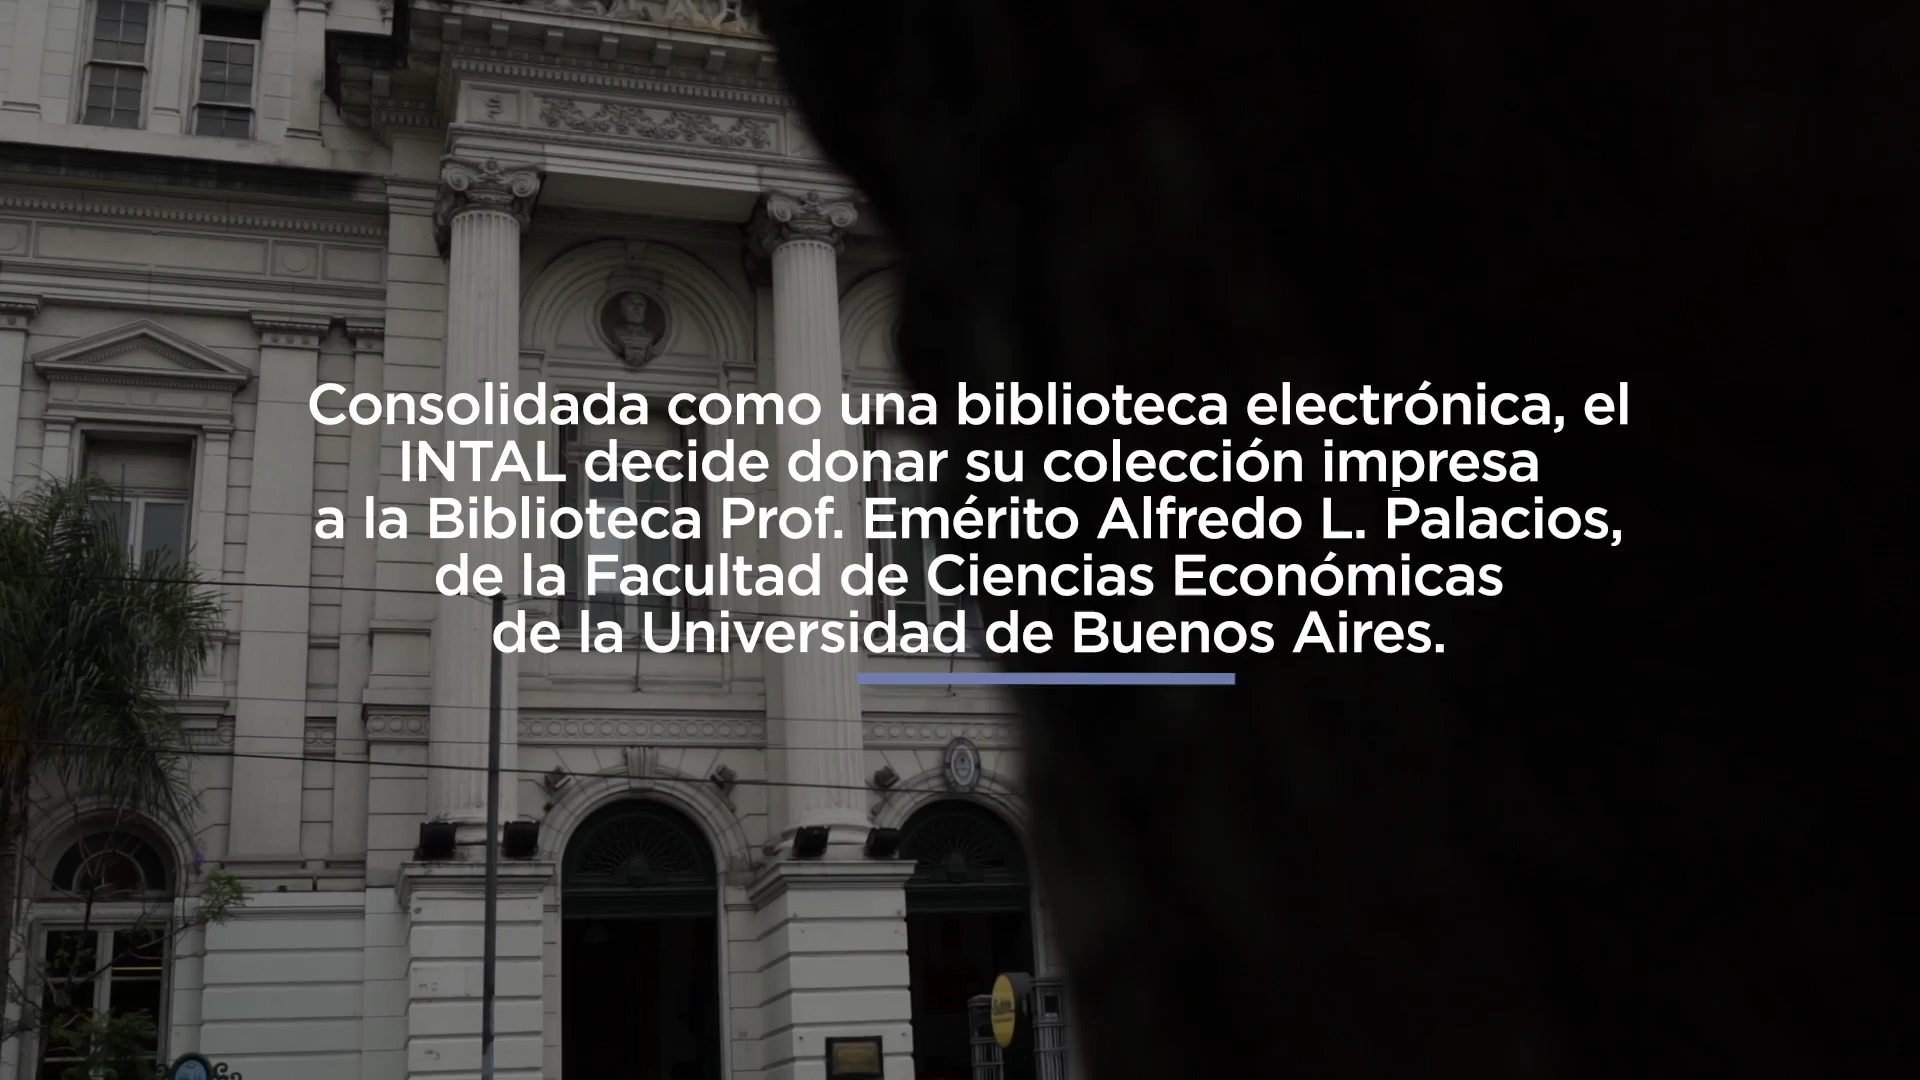 Consolidada como una biblioteca electrónica, el
INTAL decide donar su colección impresa
a la Biblioteca Prof. Emérito Alfredo L. Palacios,
de la Facultad de Ciencias Económicas
de la Universidad de Buenos Aires.